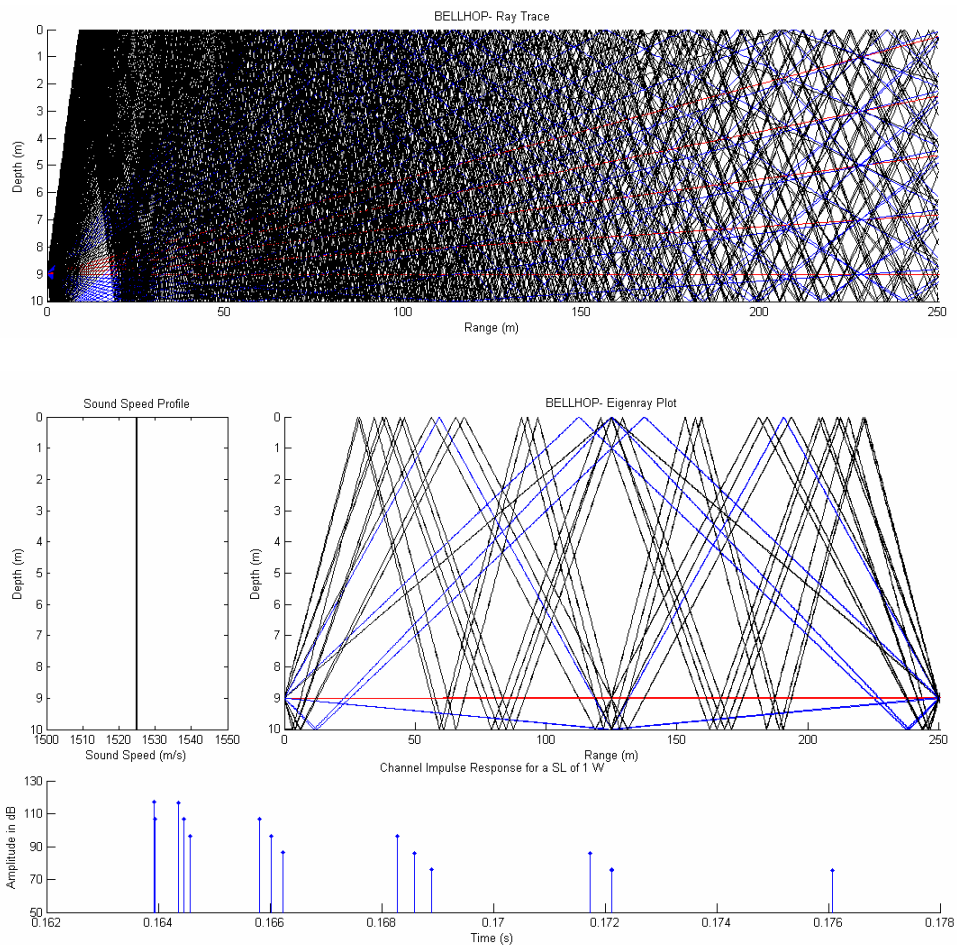 BELLHOP- Ray Trace
Depth (m)
0
1
2
3
4
5
6
7
8
9
10
0 50 100 150 200 250
Range (m)
Sound Speed Profile
Depth (m)
0
1
2
3
4
5
6
7
8
9
10
1500 1510 1520 1530 1540 1550
Sound Speed (m/s)
BELLHOP- Eigenray Plot
Depth (m)
0
1
2
3
4
5
6
7
8
9
10
0 50 100 150 200 250
Range (m)
Channel Impulse Response for a SL of 1 W
Amplitude in dB
130
110
90
70
50
0.162 0.164 0.166 0.168 0.17 0.172 0.174 0.176 0.178
Time (s)